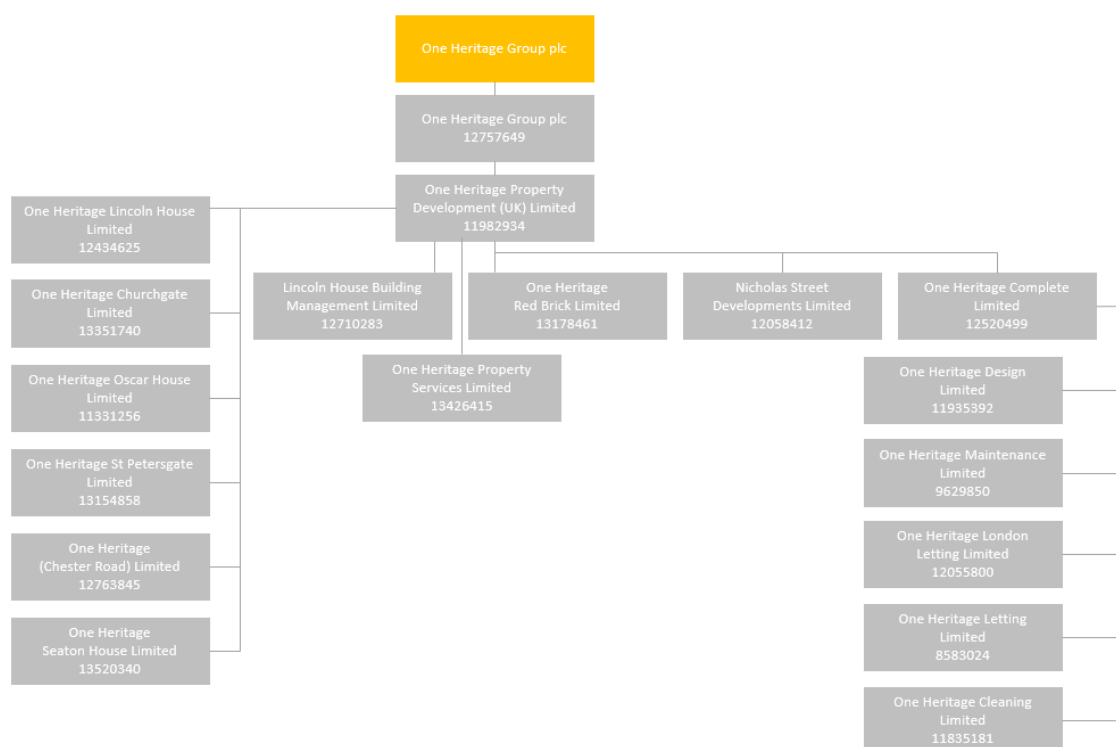 One Heritage Group plc
One Heritage Group plc
12757649
One Heritage Property
Development (UK) Limited
11982934
One Heritage Lincoln House
Limited
12434625
One Heritage Churchgate
Limited
13351740
One Heritage Oscar House
Limited
11331256
One Heritage St Petersgate
Limited
13154858
One Heritage
(Chester Road) Limited
12763845
One Heritage
Seaton House Limited
13520340
Lincoln House Building
Management Limited
12710283
One Heritage Property
Services Limited
13426415
One Heritage
Red Brick Limited
13178461
Nicholas Street
Developments Limited
12058412
One Heritage Complete
Limited
12520499
One Heritage Design
Limited
11935392
One Heritage Maintenance
Limited
9629850
One Heritage London
Letting Limited
12055800
One Heritage Letting
Limited
8583024
One Heritage Cleaning
Limited
11835181